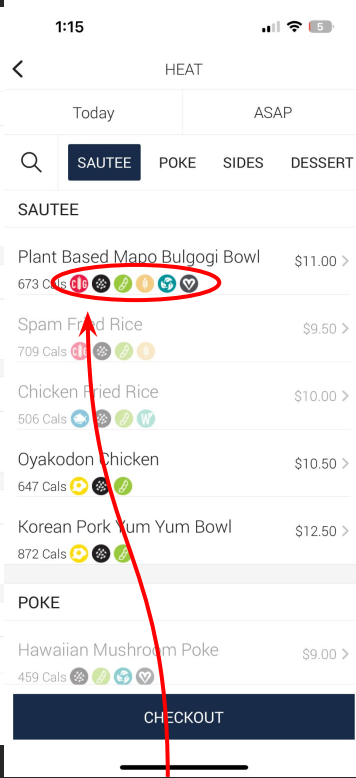 1:15
5
HEAT
Today
ASAP
SAUTEE
POKE
SIDES
DESSERT
SAUTEE
Plant Based Mapo Bulgogi Bowl
$11.00
673 Cals
Spam Fried Rice
$9.50
709 Cals
Chicken Fried Rice
$10.00
506 Cals
W
Oyakodon Chicken
$10.50
647 Cals
Korean Pork Yum Yum Bowl
$12.50
872 Cals
POKE
Hawaiian Mushroom Poke
$9.00
459 Cals
CHECKOUT